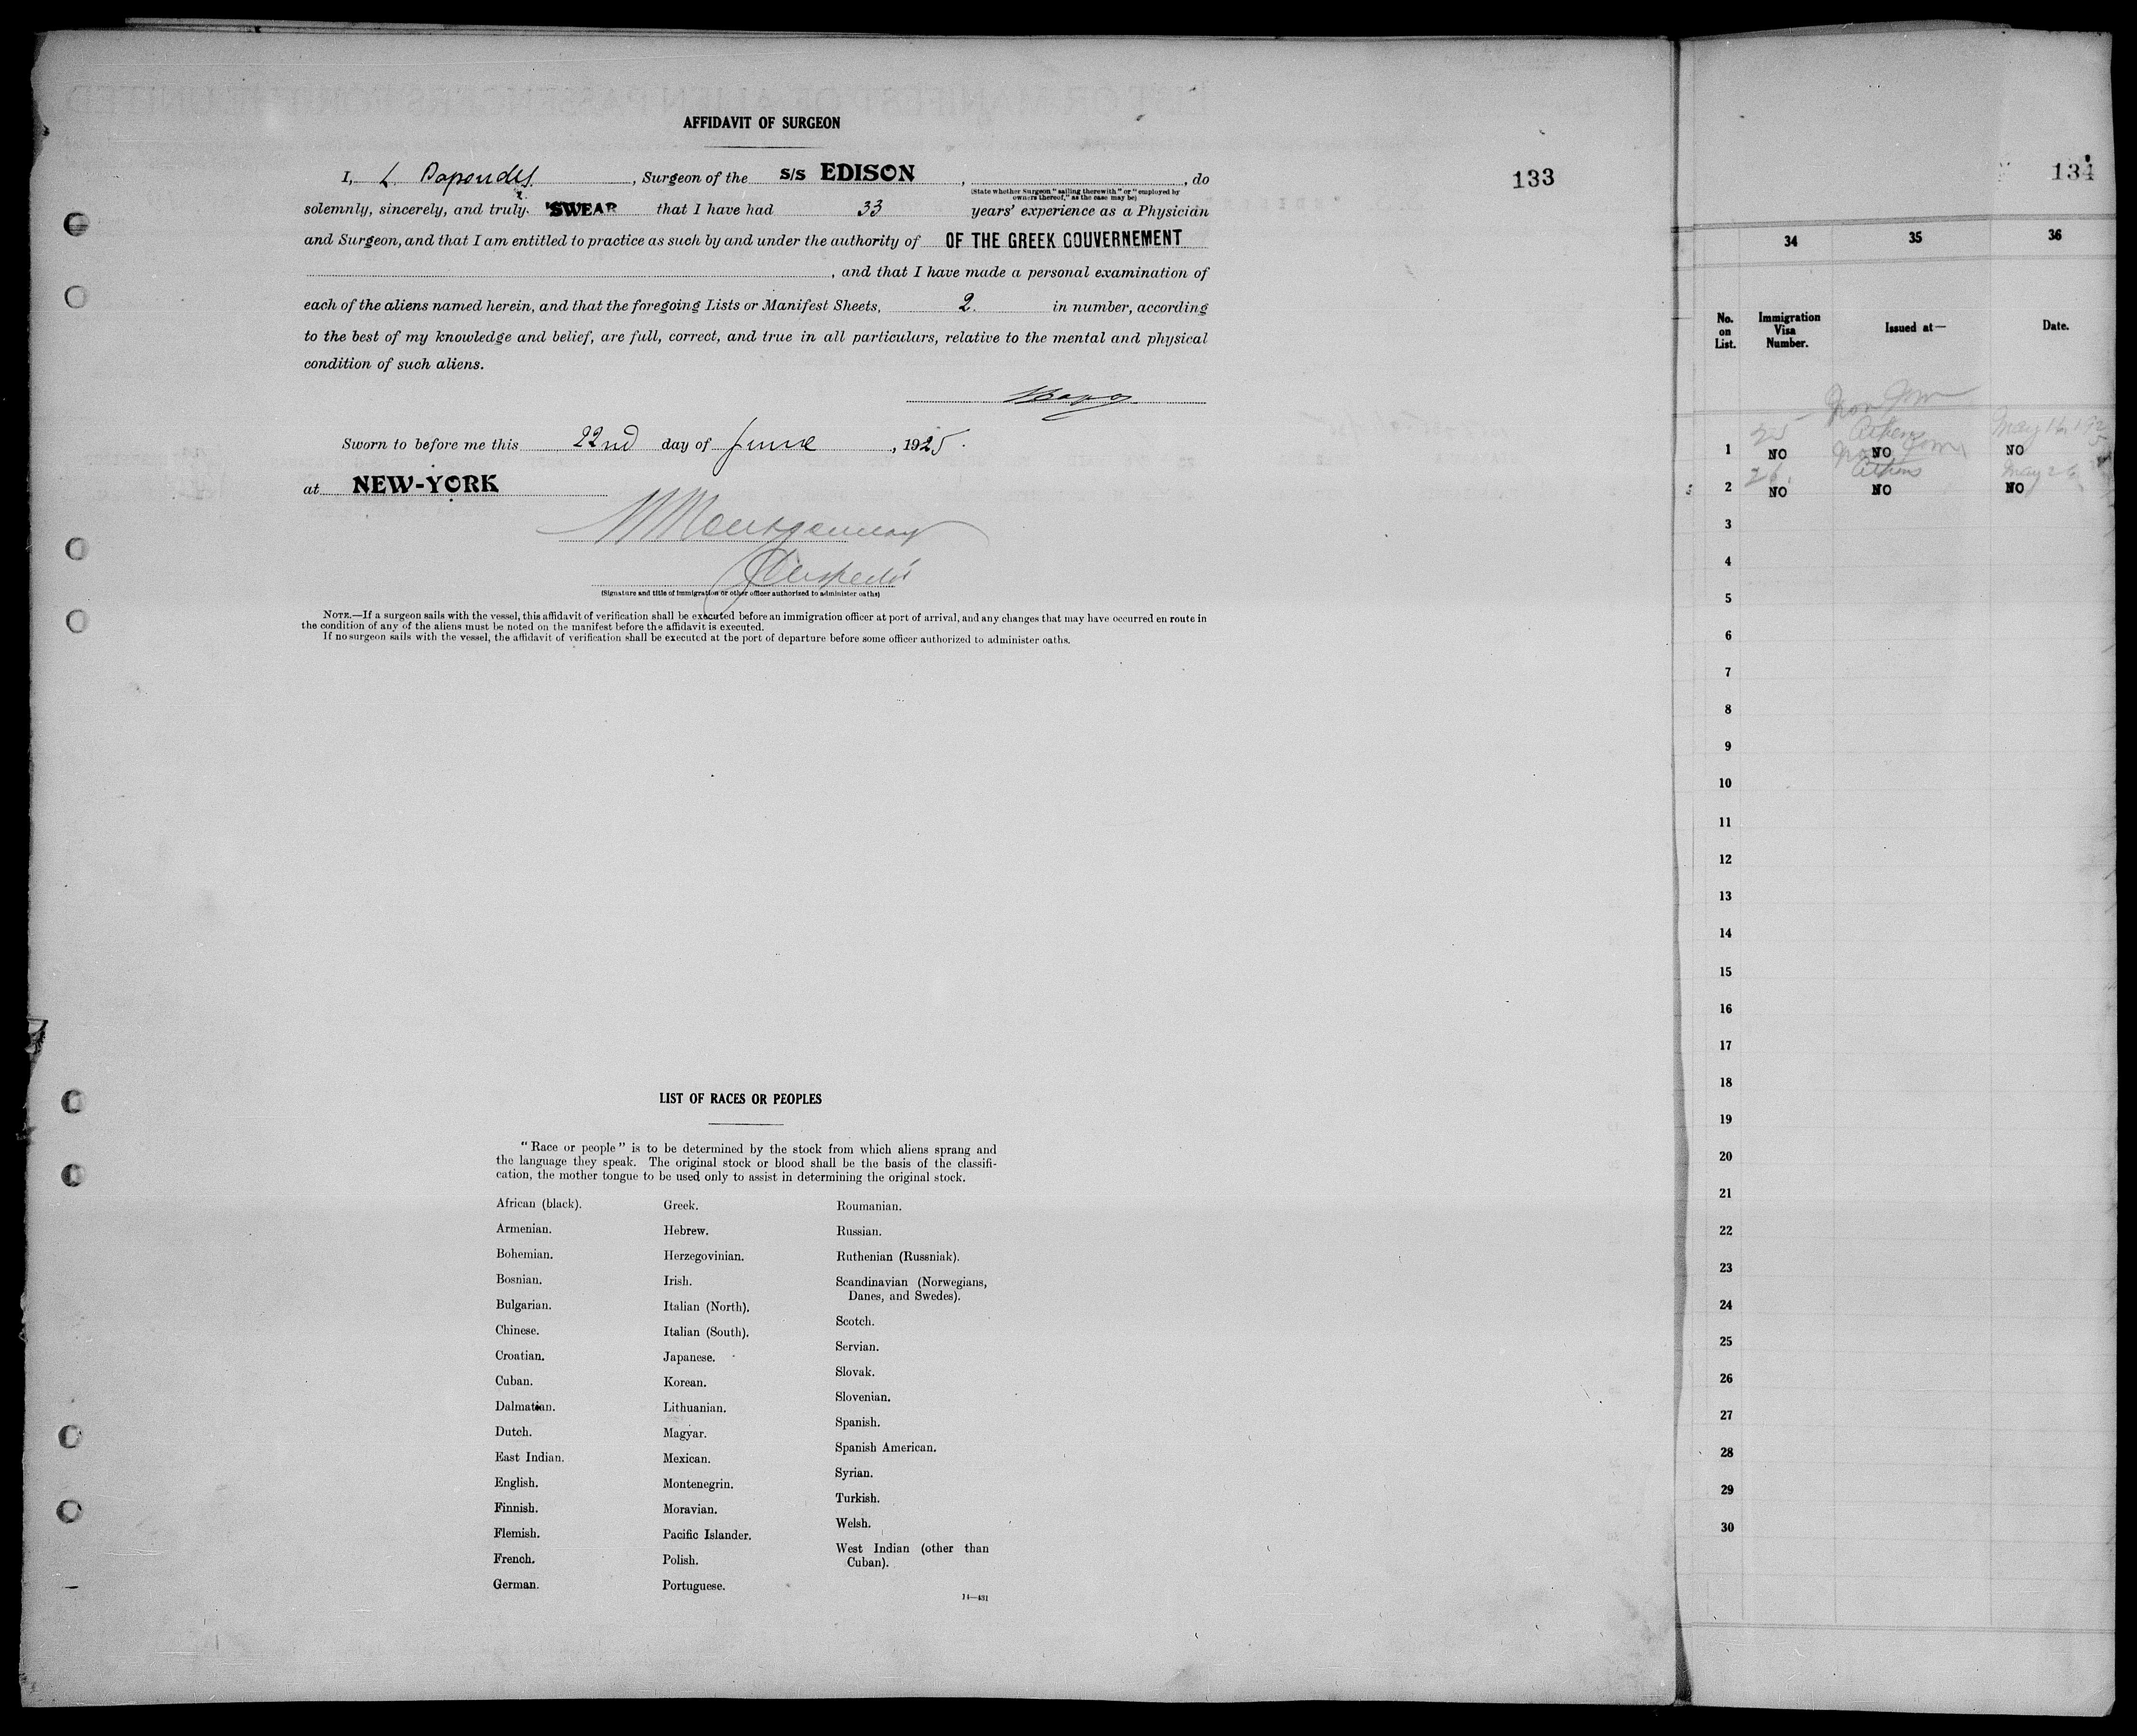 AFFIDAVIT OF SURGEON
I, L. , Surgeon of the S/S EDISON , , do
(State whether Surgeon "sailing therewith" or "employed by
owners thereof," as the case may be)
solemnly, sincerely, and truly SWEAR that I have had 33 years' experience as a Physician
and Surgeon, and that I am entitled to practice as such by and under the authority of OF THE GREEK GOUVERNEMENT
, and that I have made a personal examination of
each of the aliens named herein, and that the foregoing Lists or Manifest Sheets, 2. in number, according
to the best of my knowledge and belief, are full, correct, and true in all particulars, relative to the mental and physical
condition of such aliens.
Sworn to before me this 22nd day of June , 1925.
at NEW-YORK
Montgomery
(Signature and title of immigration or other officer authorized to administer oaths)
NOTE.—If a surgeon sails with the vessel, this affidavit of verification shall be executed before an immigration officer at port of arrival, and any changes that may have occurred en route in
the condition of any of the aliens must be noted on the manifest before the affidavit is executed.
If no surgeon sails with the vessel, the affidavit of verification shall be executed at the port of departure before some officer authorized to administer oaths.
133
LIST OF RACES OR PEOPLES
"Race or people" is to be determined by the stock from which aliens sprang and
the language they speak. The original stock or blood shall be the basis of the classifi-
cation, the mother tongue to be used only to assist in determining the original stock.
African (black).
Armenian.
Bohemian.
Bosnian.
Bulgarian.
Chinese.
Croatian.
Cuban.
Dalmatian.
Dutch.
East Indian.
English.
Finnish.
Flemish.
French.
German.
Greek.
Hebrew.
Herzegovinian.
Irish.
Italian (North).
Italian (South).
Japanese.
Korean.
Lithuanian.
Magyar.
Mexican.
Montenegrin.
Moravian.
Pacific Islander.
Polish.
Portuguese.
Roumanian.
Russian.
Ruthenian (Russniak).
Scandinavian (Norwegians,
Danes, and Swedes).
Scotch.
Servian.
Slovak.
Slovenian.
Spanish.
Spanish American.
Syrian.
Turkish.
Welsh.
West Indian (other than
Cuban).
14—431
134
34 35 36
No.
on
List.
Immigration
Visa
Number.
Issued at—
Date.
25 Athens May 16, 1925
1 NO NO NO
26. Athens May 26
2 NO NO NO
3
4
5
6
7
8
9
10
11
12
13
14
15
16
17
18
19
20
21
22
23
24
25
26
27
28
29
30